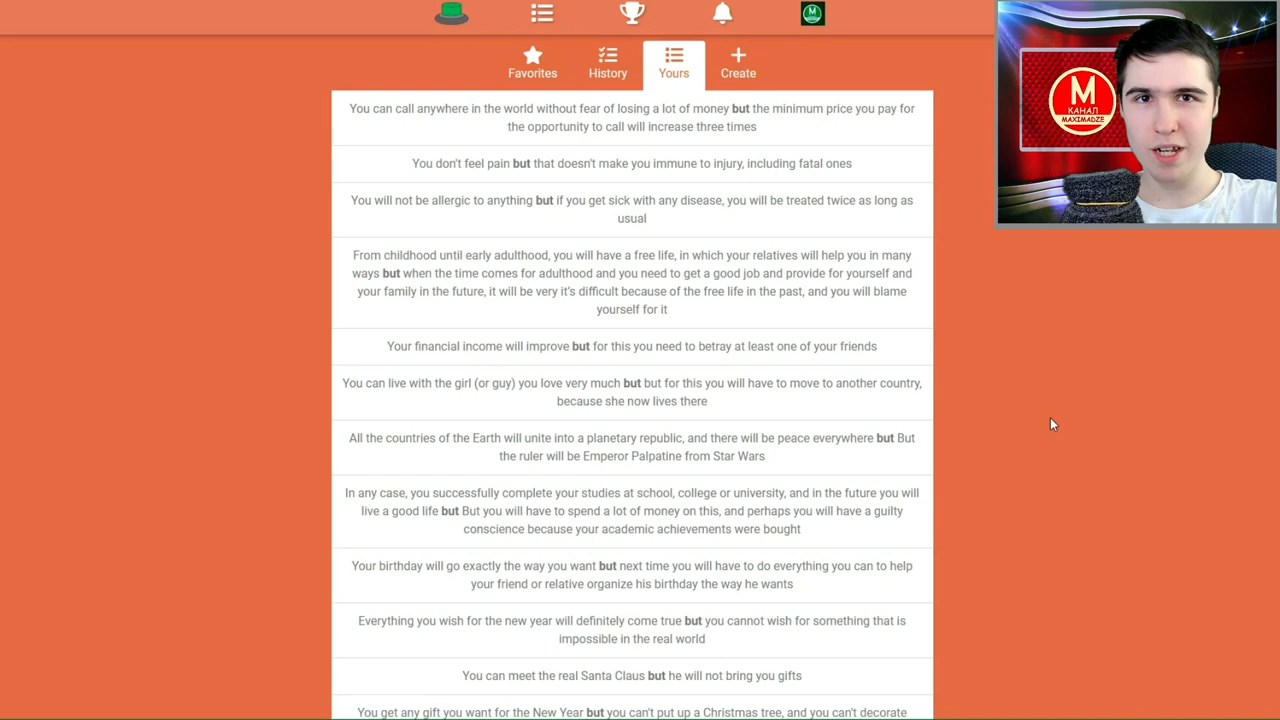 Favorites
History
Yours
Create
You can call anywhere in the world without fear of losing a lot of money but the minimum price you pay for
the opportunity to call will increase three times
You don't feel pain but that doesn't make you immune to injury, including fatal ones
You will not be allergic to anything but if you get sick with any disease, you will be treated twice as long as
usual
From childhood until early adulthood, you will have a free life, in which your relatives will help you in many
ways but when the time comes for adulthood and you need to get a good job and provide for yourself and
your family in the future, it will be very it's difficult because of the free life in the past, and you will blame
yourself for it
Your financial income will improve but for this you need to betray at least one of your friends
You can live with the girl (or guy) you love very much but but for this you will have to move to another country,
because she now lives there
All the countries of the Earth will unite into a planetary republic, and there will be peace everywhere but But
the ruler will be Emperor Palpatine from Star Wars
In any case, you successfully complete your studies at school, college or university, and in the future you will
live a good life but But you will have to spend a lot of money on this, and perhaps you will have a guilty
conscience because your academic achievements were bought
Your birthday will go exactly the way you want but next time you will have to do everything you can to help
your friend or relative organize his birthday the way he wants
Everything you wish for the new year will definitely come true but you cannot wish for something that is
impossible in the real world
You can meet the real Santa Claus but he will not bring you gifts
You get any gift you want for the New Year but you can't put up a Christmas tree, and you can't decorate
M
КАНАЛ
MAXIMADZE
M